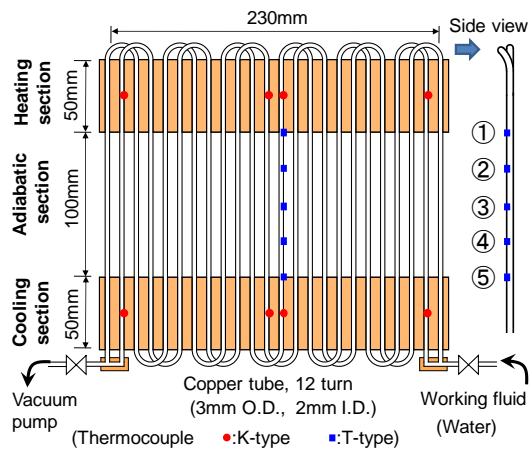 230mm
Side view
Heating
section
50mm
Adiabatic
section
100mm
Cooling
section
50mm
①
②
③
④
⑤
Vacuum
pump
Copper tube, 12 turn
(3mm O.D., 2mm I.D.)
Working fluid
(Water)
(Thermocouple :K-type :T-type)